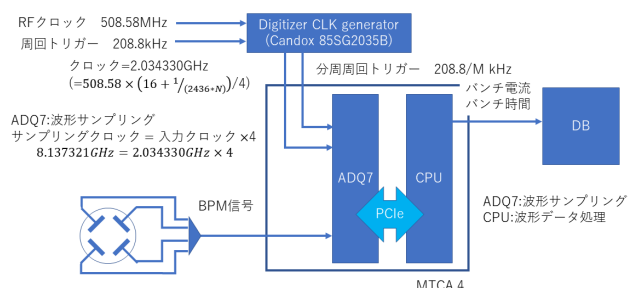 RFクロック 508.58MHz
周回トリガー 208.8kHz
Digitizer CLK generator
(Candox 85SG2035B)
クロック=2.034330GHz
(=508.58 × (16 + 1/(2436*N))/4)
分周周回トリガー 208.8/M kHz
バンチ電流
バンチ時間
ADQ7:波形サンプリング
サンプリングクロック = 入力クロック ×4
8.137321GHz = 2.034330GHz × 4
ADQ7
CPU
DB
PCIe
BPM信号
ADQ7:波形サンプリング
CPU:波形データ処理
MTCA.4